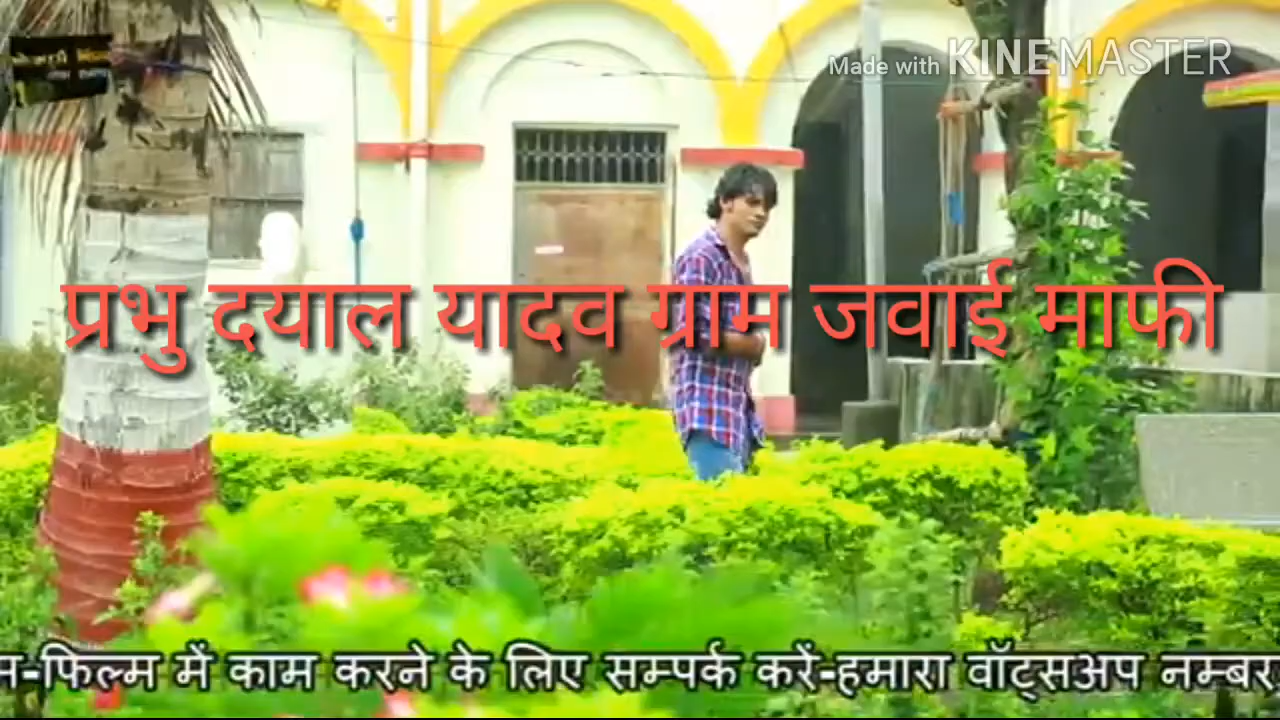 Made with KINEMASTER
प्रभु दयाल यादव ग्राम जवाई माफी
-फिल्म में काम करने के लिए सम्पर्क करें-हमारा वॉट्सअप नम्बर